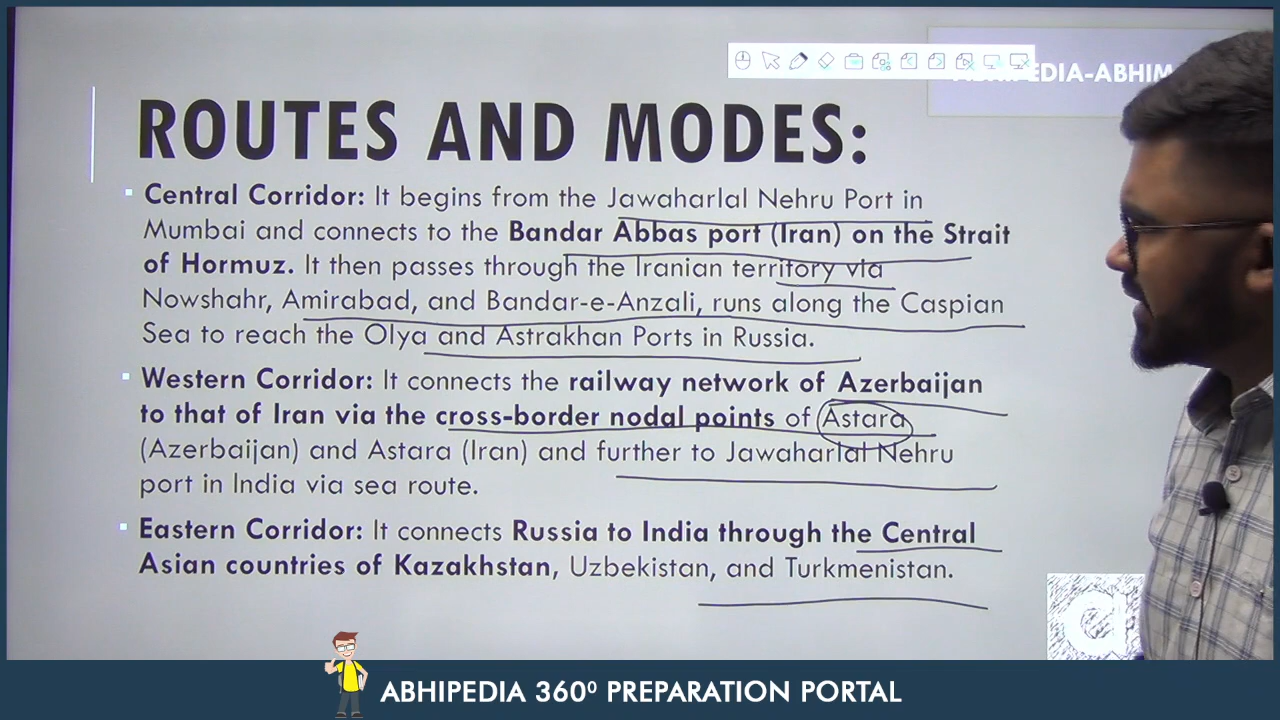 EDIA-ABHIM
ROUTES AND MODES:
Central Corridor: It begins from the Jawaharlal Nehru Port in
Mumbai and connects to the Bandar Abbas port (Iran) on the Strait
of Hormuz. It then passes through the Iranian territory via
Nowshahr, Amirabad, and Bandar-e-Anzali, runs along the Caspian
Sea to reach the Olya and Astrakhan Ports in Russia.
Western Corridor: It connects the railway network of Azerbaijan
to that of Iran via the cross-border nodal points of Astara
(Azerbaijan) and Astara (Iran) and further to Jawaharlal Nehru
port in India via sea route.
Eastern Corridor: It connects Russia to India through the Central
Asian countries of Kazakhstan, Uzbekistan, and Turkmenistan.
a
ABHIPEDIA 360⁰ PREPARATION PORTAL